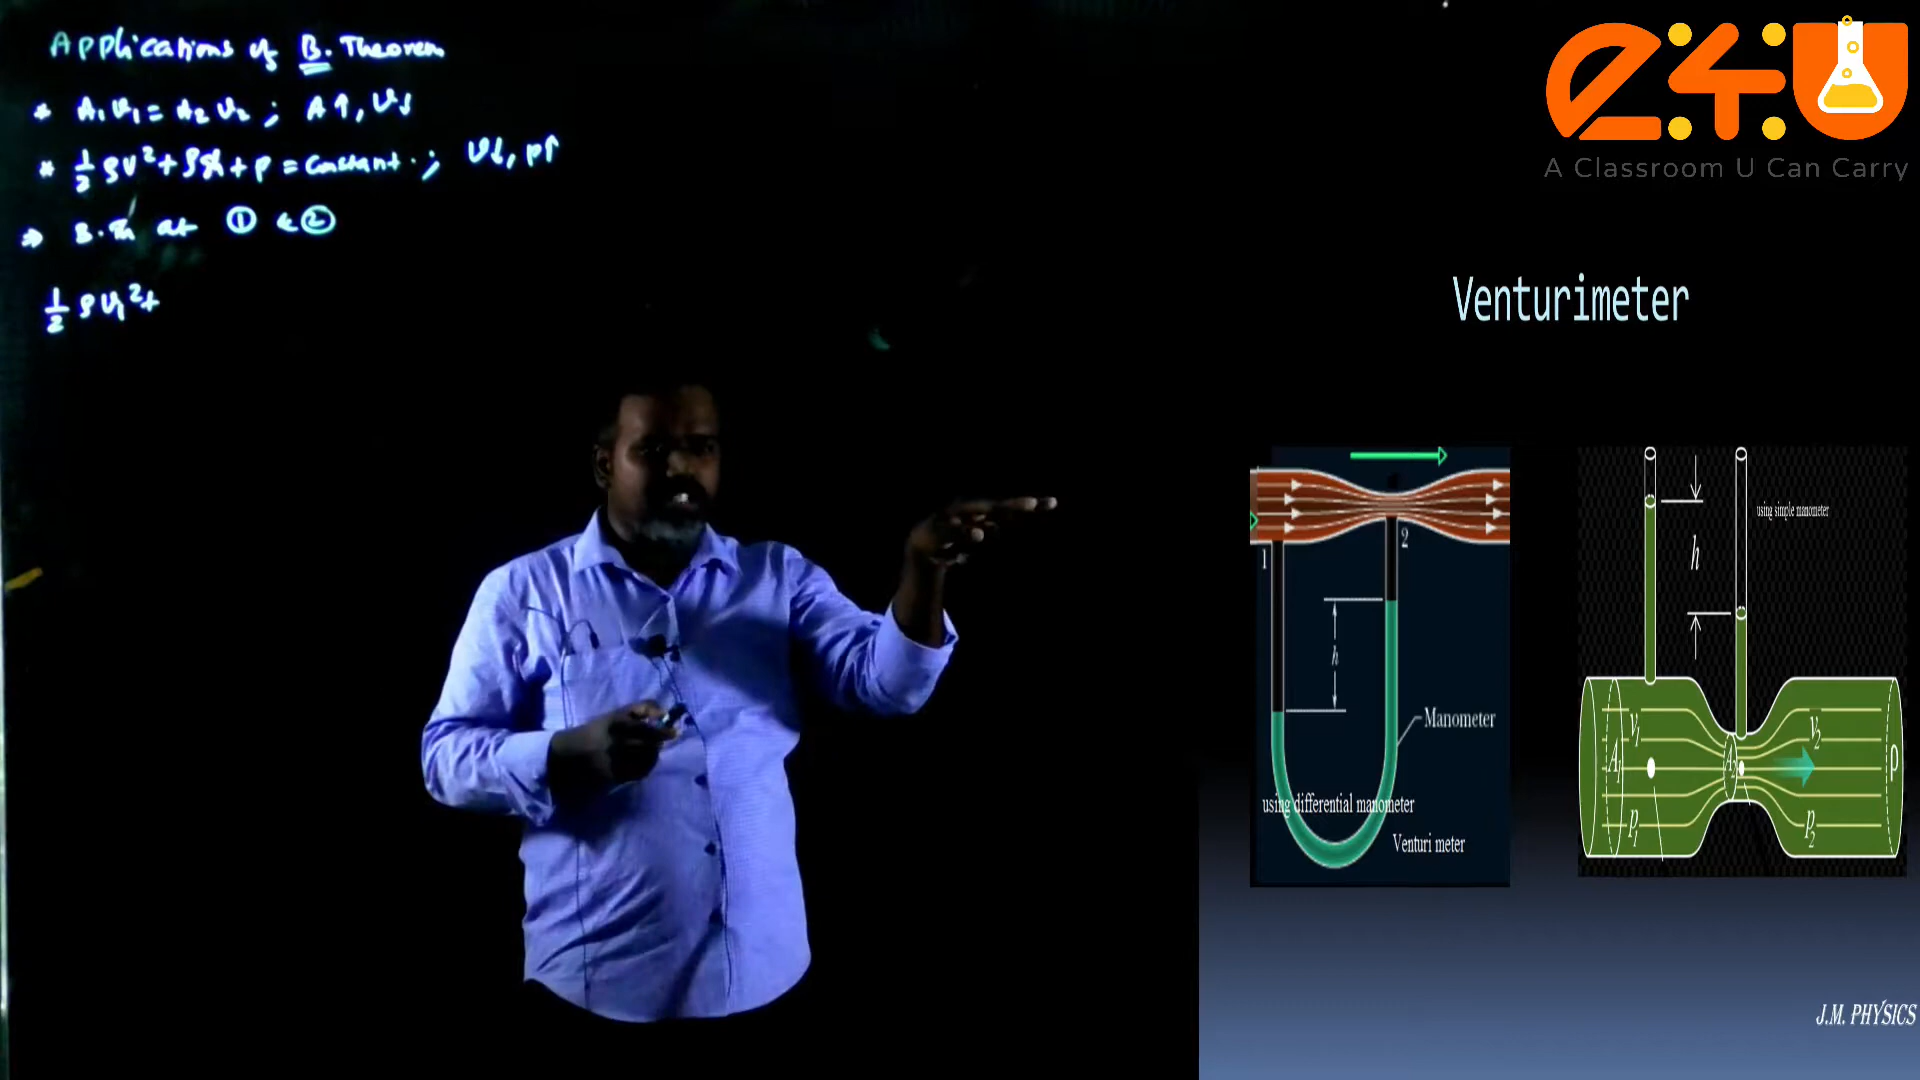 Applications of B. Theorem
* A₁v₁ = A₂v₂ ; A↑, v↓
* ½ρv² + ρgh + p = Constant. ; v↓, p↑
⇒ B.Th at ① & ②
½ρv₁² +
e4U
A Classroom U Can Carry
Venturimeter
1
2
h
Manometer
using differential manometer
Venturi meter
using simple manometer
h
v₁
v₂
A₁
A₂
ρ
p₁
p₂
J.M. PHYSICS